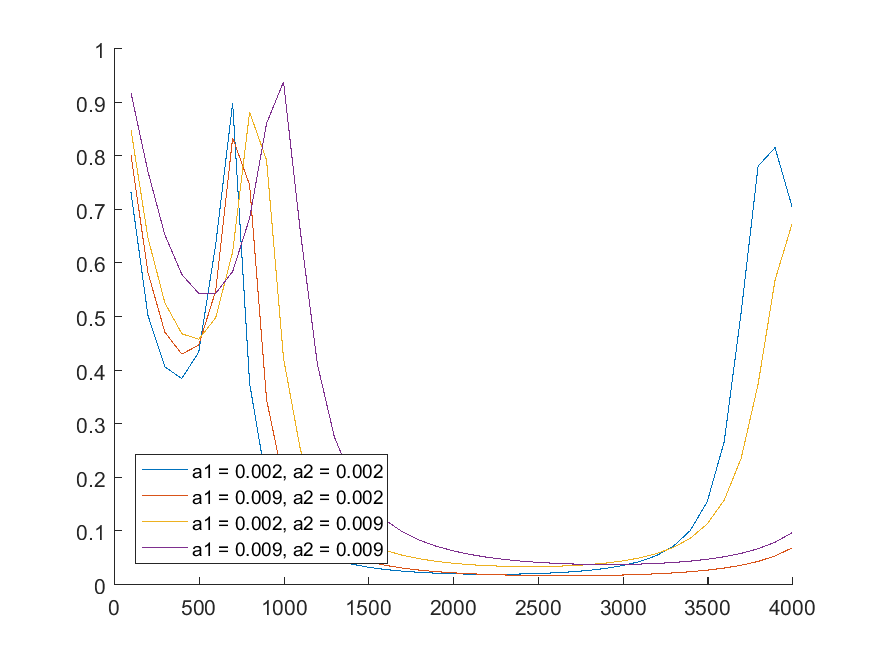 1
0.9
0.8
0.7
0.6
0.5
0.4
0.3
0.2
0.1
0
a1 = 0.002, a2 = 0.002
a1 = 0.009, a2 = 0.002
a1 = 0.002, a2 = 0.009
a1 = 0.009, a2 = 0.009
0 500 1000 1500 2000 2500 3000 3500 4000